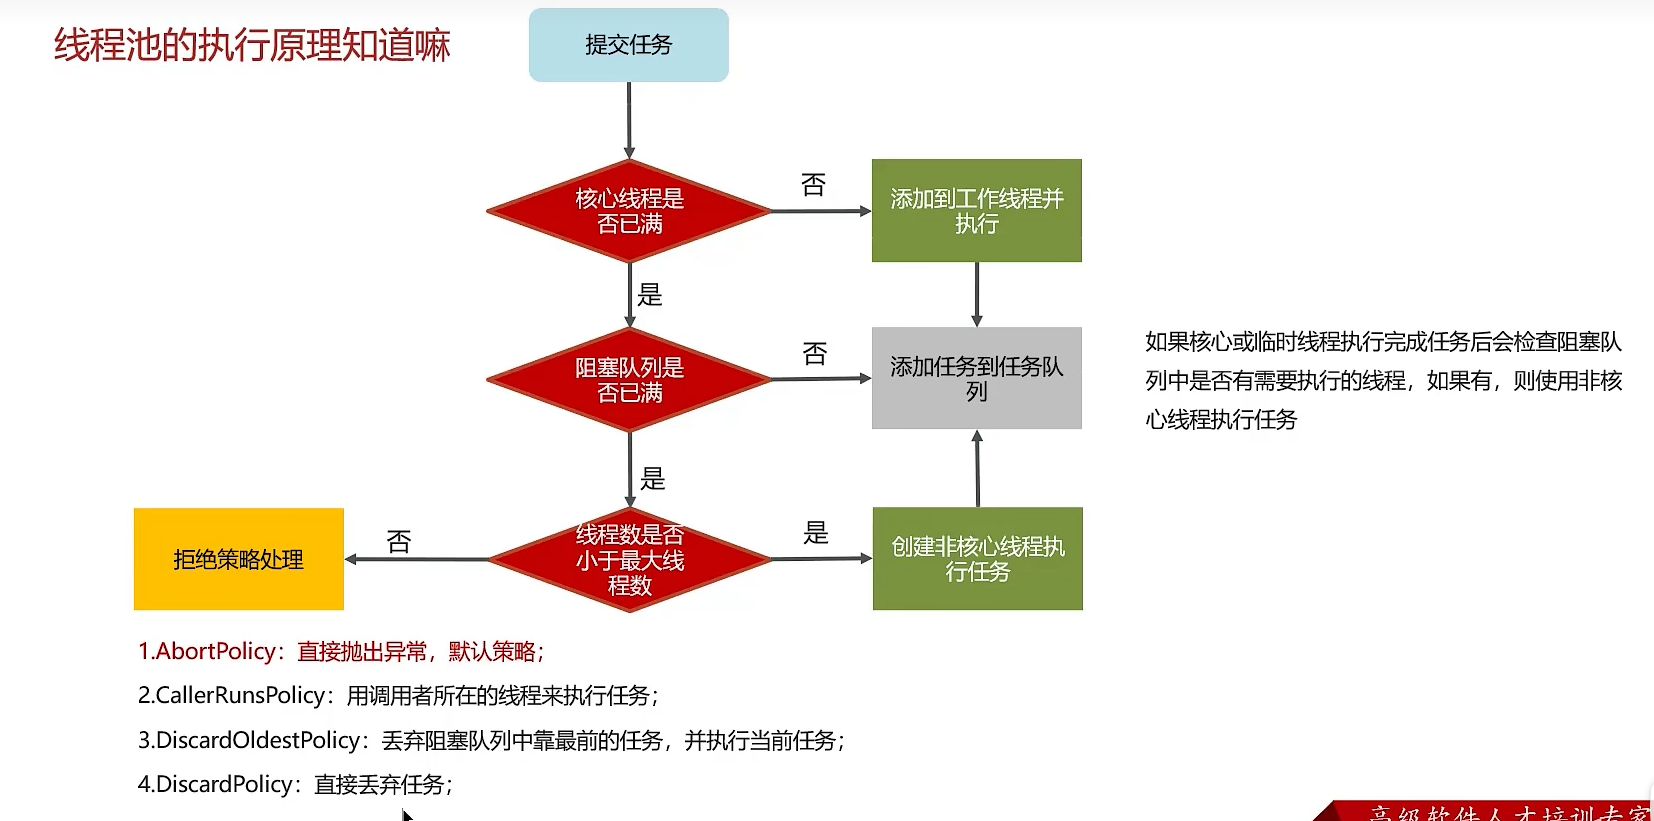 线程池的执行原理知道嘛
提交任务
核心线程是
否已满
否
添加到工作线程并
执行
是
阻塞队列是
否已满
否
添加任务到任务队
列
如果核心或临时线程执行完成任务后会检查阻塞队
列中是否有需要执行的线程，如果有，则使用非核
心线程执行任务
是
线程数是否
小于最大线
程数
否
拒绝策略处理
是
创建非核心线程执
行任务
1.AbortPolicy：直接抛出异常，默认策略；
2.CallerRunsPolicy：用调用者所在的线程来执行任务；
3.DiscardOldestPolicy：丢弃阻塞队列中靠最前的任务，并执行当前任务；
4.DiscardPolicy：直接丢弃任务；
高级软件人才培训专家